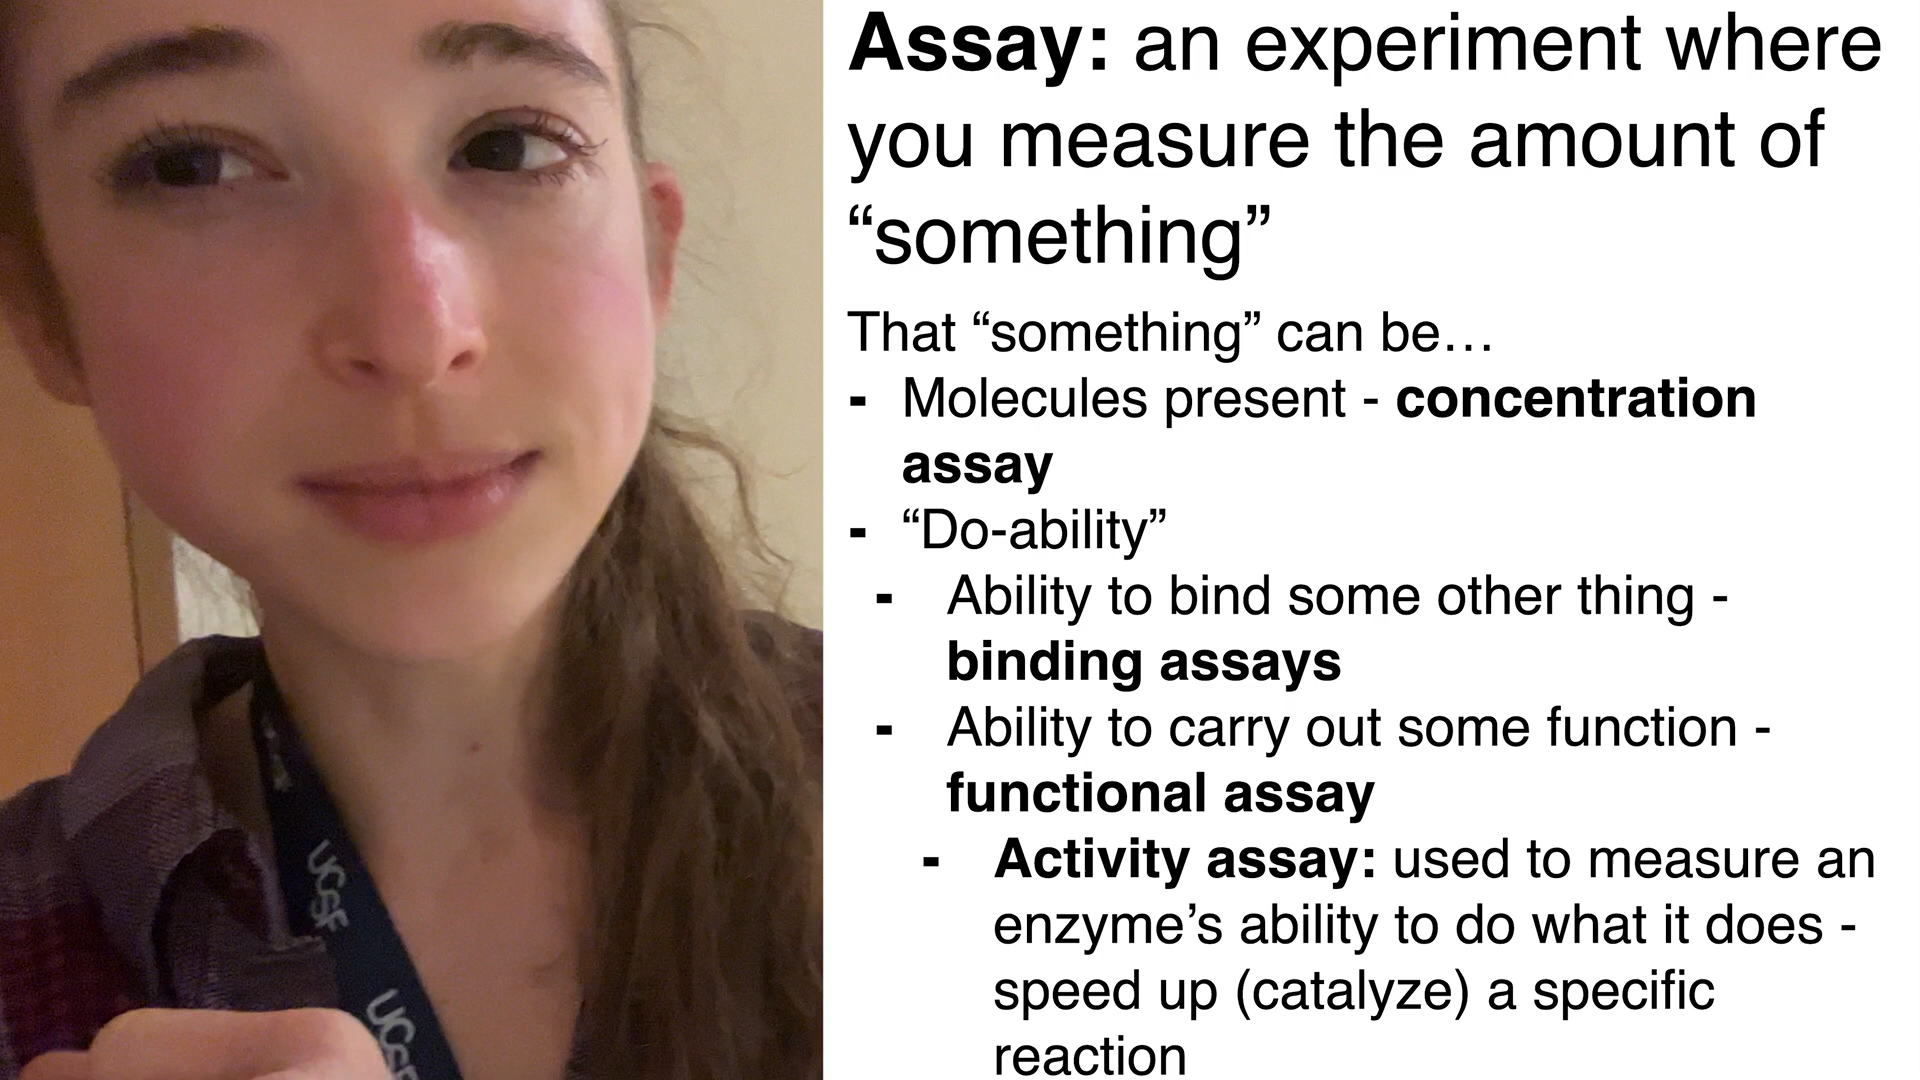 Assay: an experiment where
you measure the amount of
“something”
That “something” can be…
- Molecules present - concentration
assay
- “Do-ability”
- Ability to bind some other thing -
binding assays
- Ability to carry out some function -
functional assay
- Activity assay: used to measure an
enzyme’s ability to do what it does -
speed up (catalyze) a specific
reaction
UCSF
UCSF